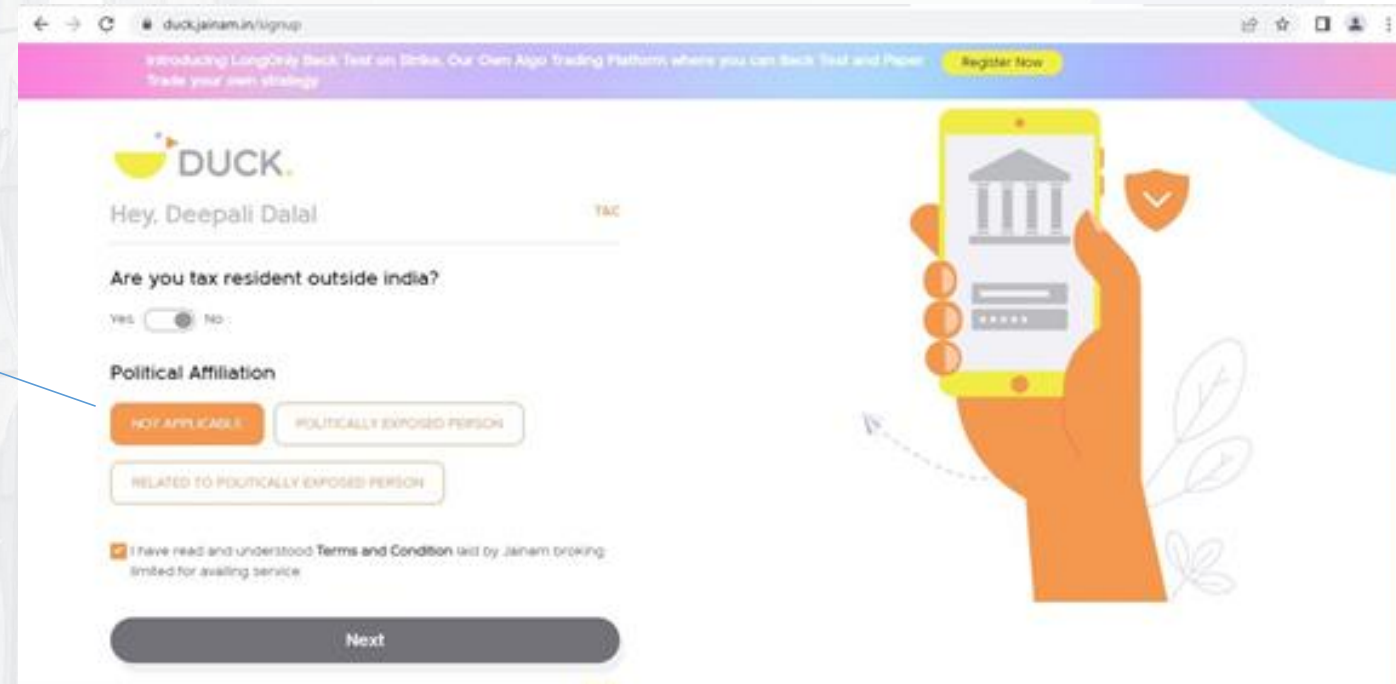 duck.jainam.in/signup
Introducing LongOnly Back Test on Strike. Our Own Algo Trading Platform where you can Back Test and Paper
Trade your own strategy
Register Now
DUCK.
Hey, Deepali Dalal
T&C
Are you tax resident outside india?
Yes No
Political Affiliation
NOT APPLICABLE
POLITICALLY EXPOSED PERSON
RELATED TO POLITICALLY EXPOSED PERSON
I have read and understood Terms and Condition laid by Jainam broking
limited for availing service
Next